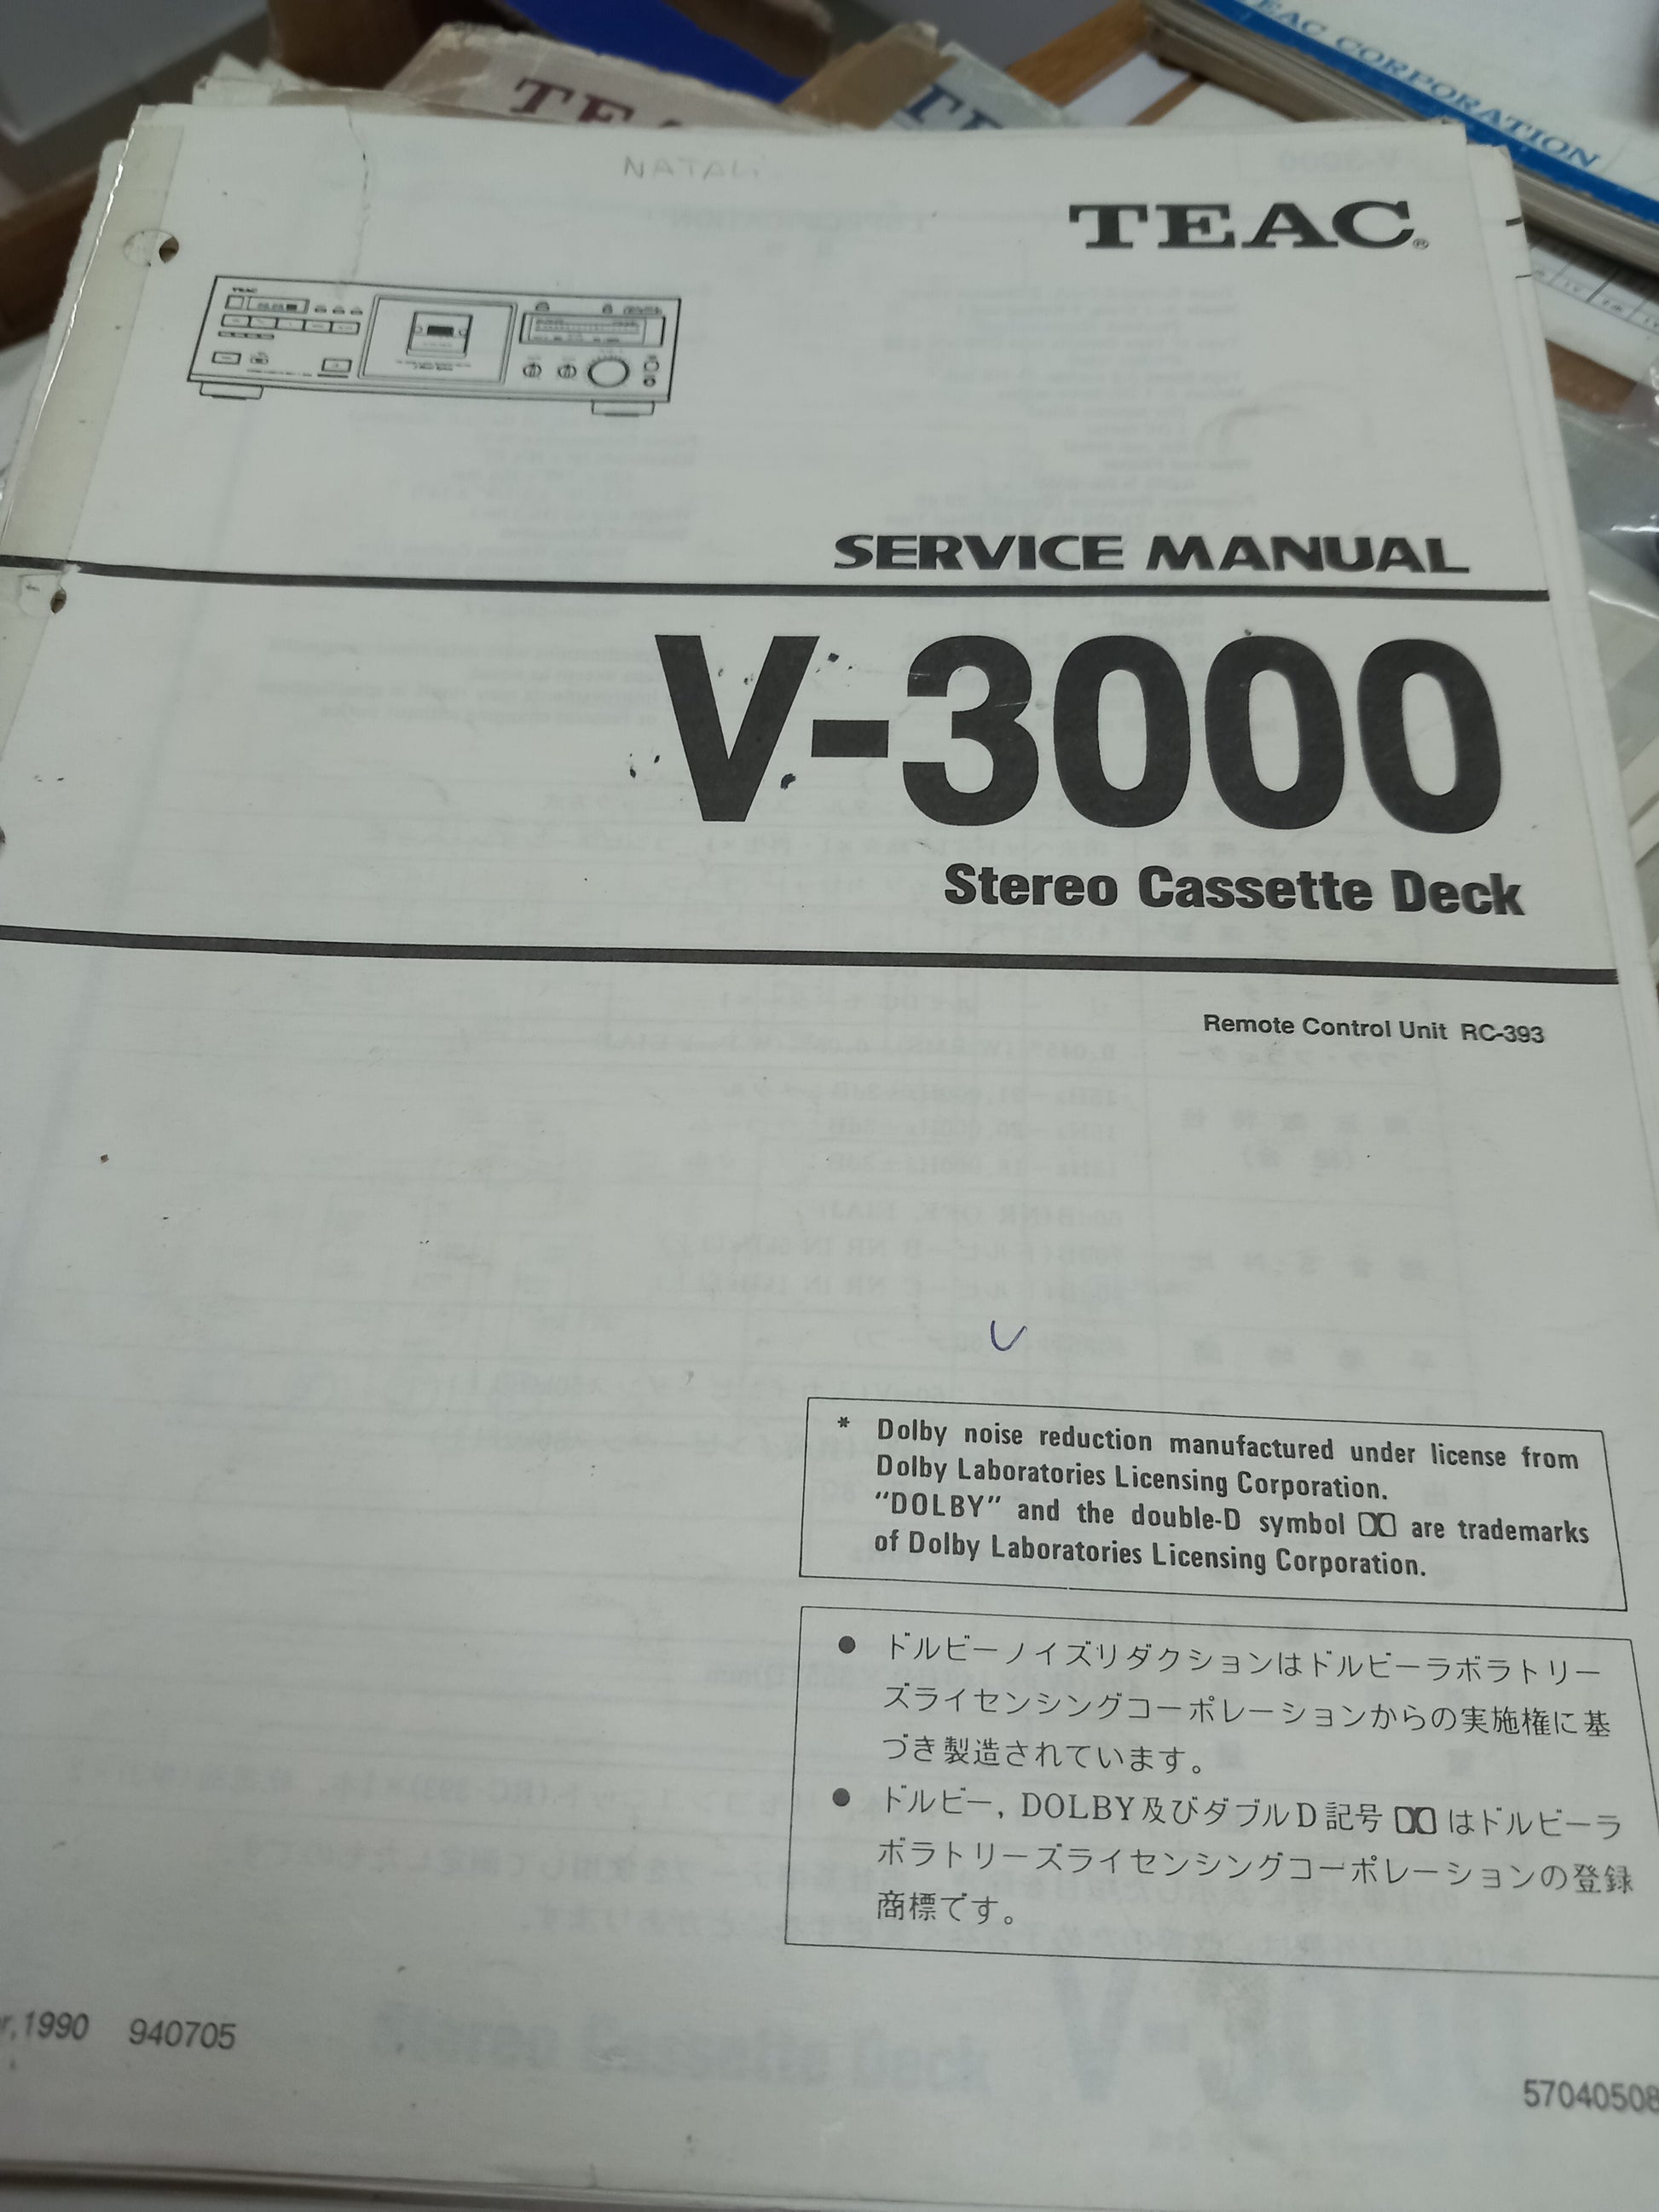 TEAC CORPORATION
TEAC®
SERVICE MANUAL
V-3000
Stereo Cassette Deck
Remote Control Unit RC-393
* Dolby noise reduction manufactured under license from
Dolby Laboratories Licensing Corporation.
“DOLBY” and the double-D symbol are trademarks
of Dolby Laboratories Licensing Corporation.
● ドルビーノイズリダクションはドルビーラボラトリー
ズライセンシングコーポレーションからの実施権に基
づき製造されています。
● ドルビー, DOLBY及びダブルD記号 はドルビーラ
ボラトリーズライセンシングコーポレーションの登録
商標です。
1990 940705
57040508